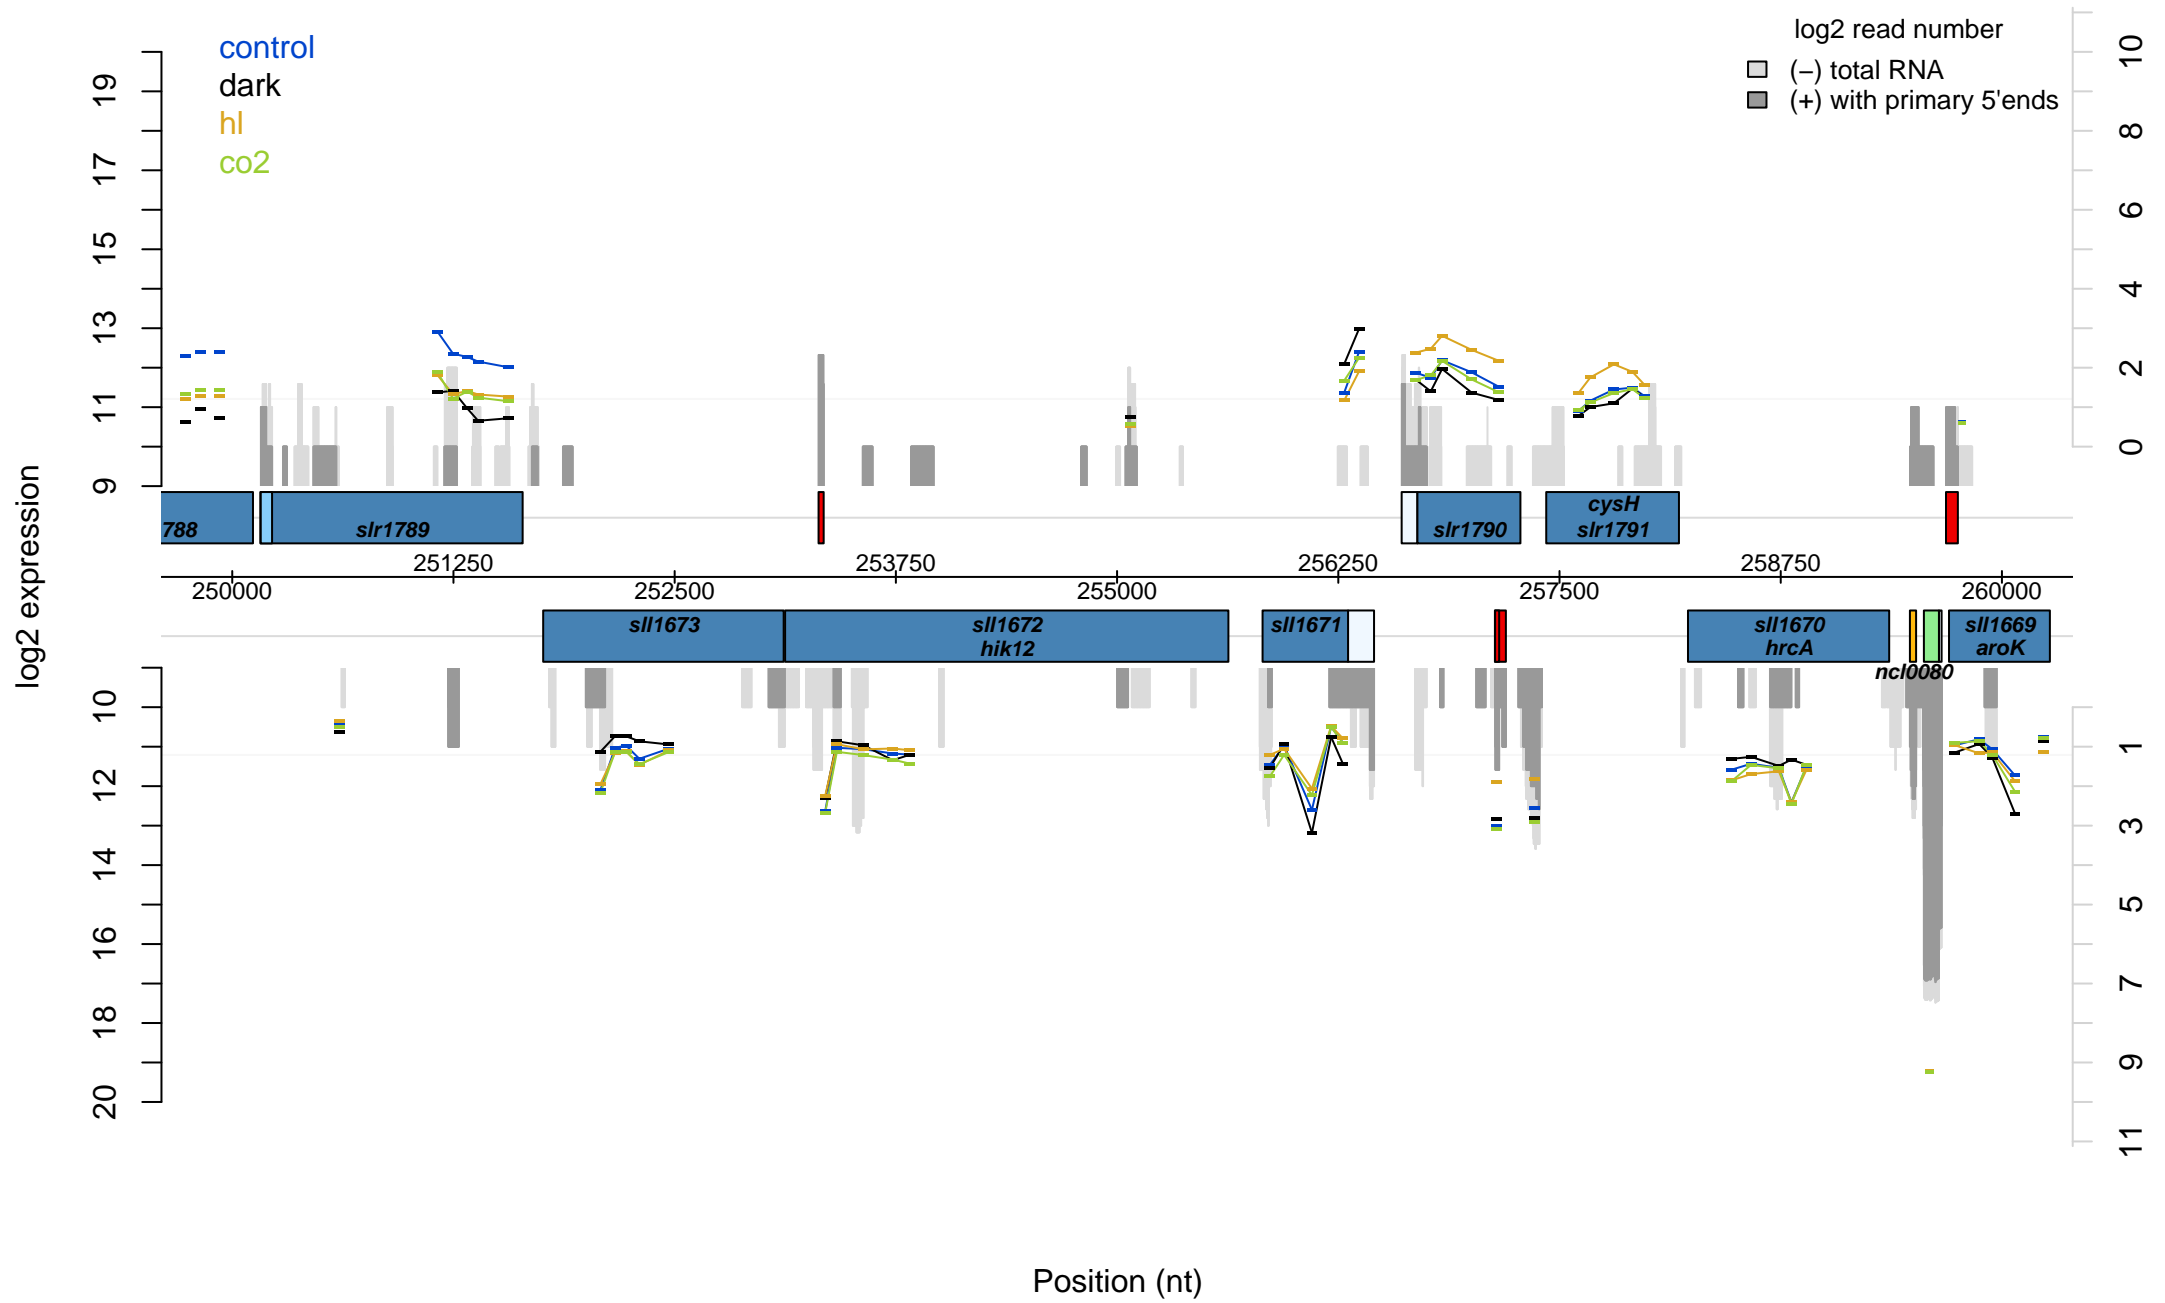 control
dark
hl
co2
log2 read number
(−) total RNA
(+) with primary 5'ends
19
17
15
13
11
9
10
8
6
4
2
0
log2 expression
788
slr1789
slr1790
cysH
slr1791
251250
253750
256250
258750
250000
252500
255000
257500
260000
sll1673
sll1672
hik12
sll1671
sll1670
hrcA
ncl0080
sll1669
aroK
10
12
14
16
18
20
1
3
5
7
9
11
Position (nt)